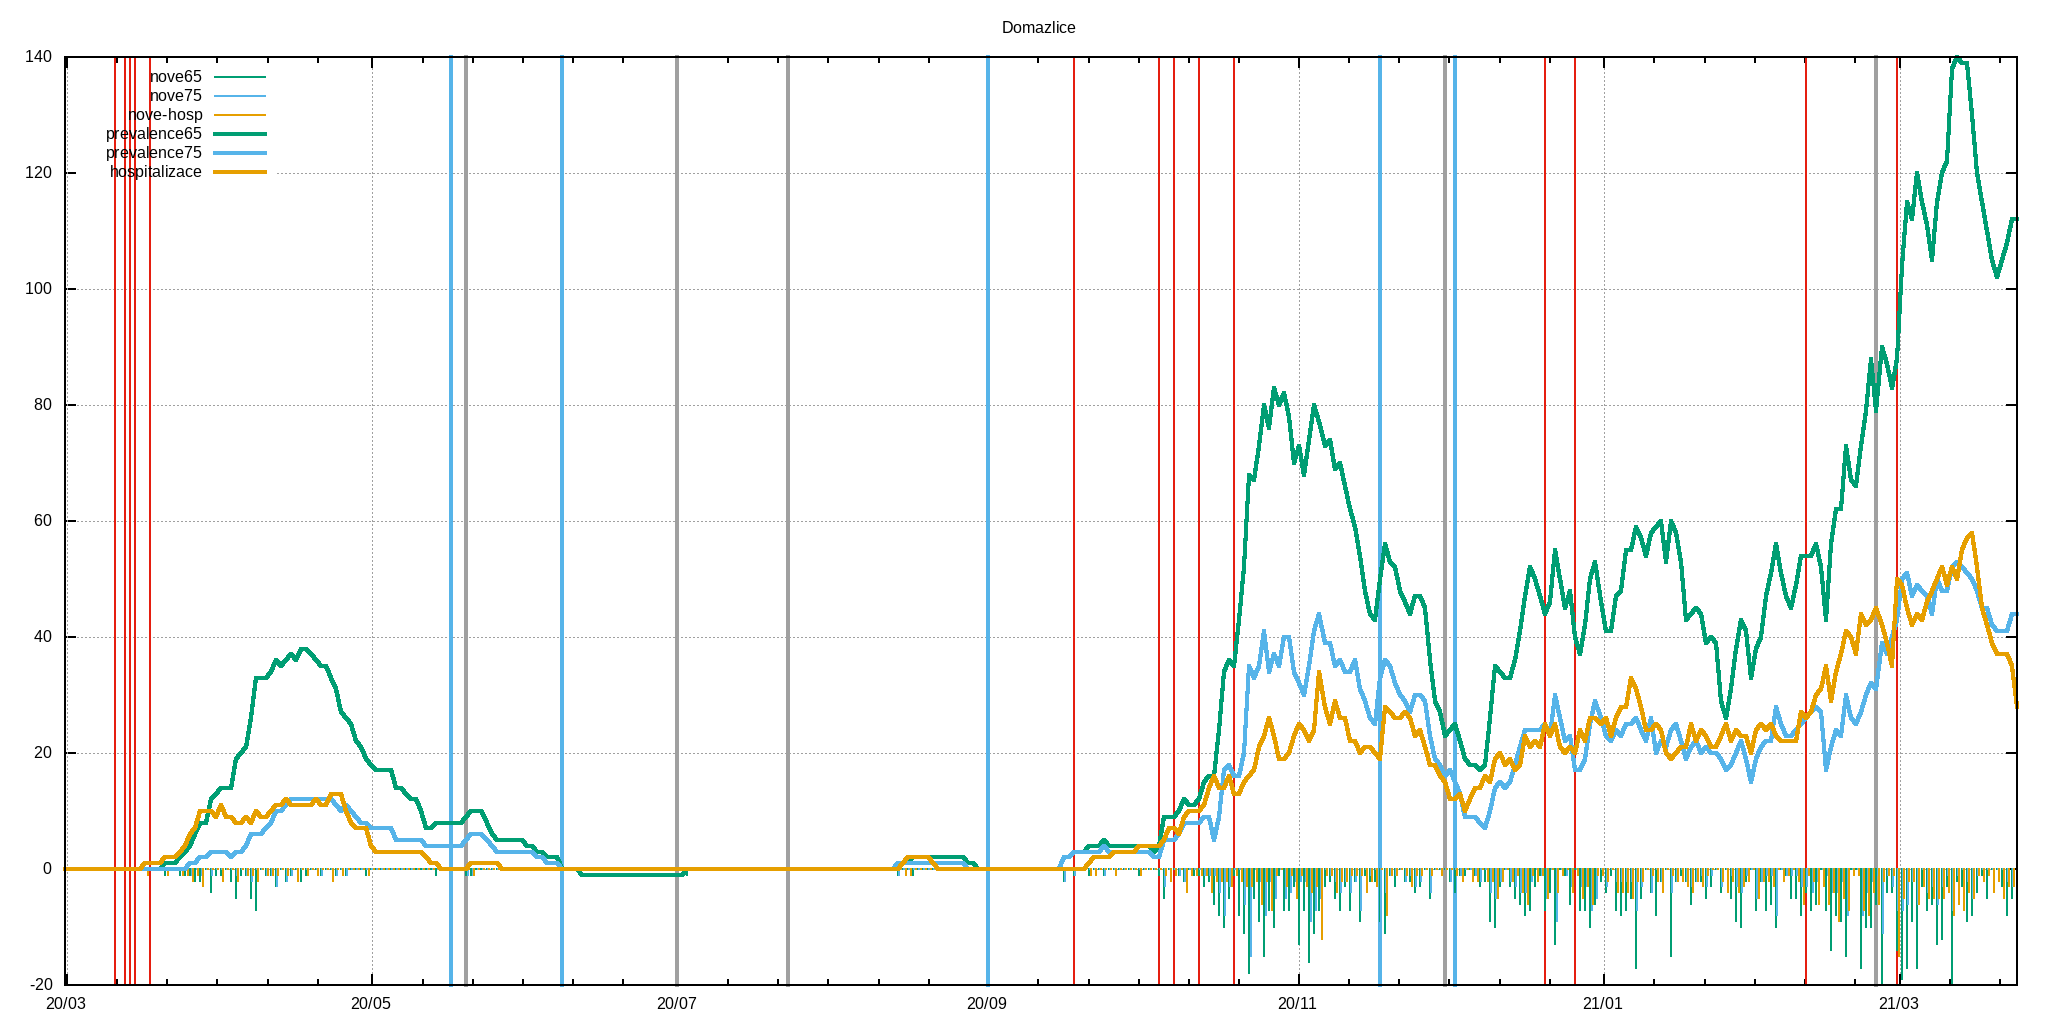 Domazlice
140
120
100
80
60
40
20
0
-20
nove65
nove75
nove-hosp
prevalence65
prevalence75
hospitalizace
20/03 20/05 20/07 20/09 20/11 21/01 21/03